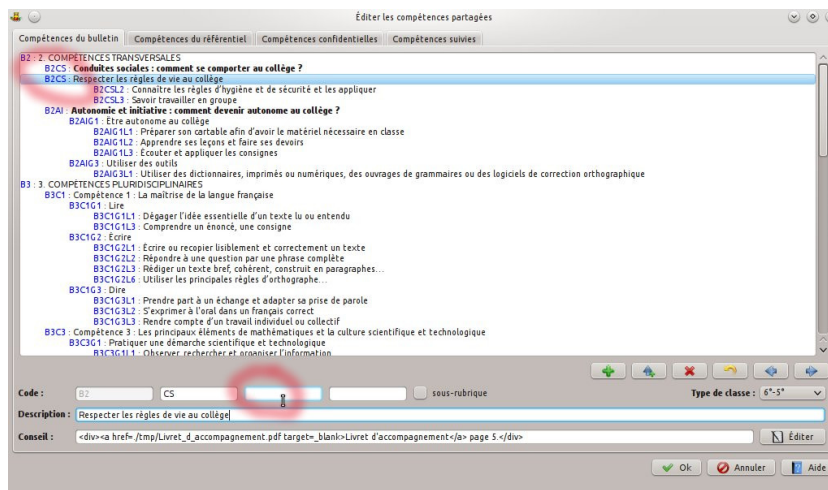 Éditer les compétences partagées
Compétences du bulletin Compétences du référentiel Compétences confidentielles Compétences suivies
B2 : 2. COMPÉTENCES TRANSVERSALES
B2CS : Conduites sociales : comment se comporter au collège ?
B2CS : Respecter les règles de vie au collège
B2CSL2 : Connaître les règles d'hygiène et de sécurité et les appliquer
B2CSL3 : Savoir travailler en groupe
B2AI : Autonomie et initiative : comment devenir autonome au collège ?
B2AIG1 : Être autonome au collège
B2AIG1L1 : Préparer son cartable afin d'avoir le matériel nécessaire en classe
B2AIG1L2 : Apprendre ses leçons et faire ses devoirs
B2AIG1L3 : Écouter et appliquer les consignes
B2AIG3 : Utiliser des outils
B2AIG3L1 : Utiliser des dictionnaires, imprimés ou numériques, des ouvrages de grammaires ou des logiciels de correction orthographique
B3 : 3. COMPÉTENCES PLURIDISCIPLINAIRES
B3C1 : Compétence 1 : La maîtrise de la langue française
B3C1G1 : Lire
B3C1G1L1 : Dégager l'idée essentielle d'un texte lu ou entendu
B3C1G1L3 : Comprendre un énoncé, une consigne
B3C1G2 : Écrire
B3C1G2L1 : Écrire ou recopier lisiblement et correctement un texte
B3C1G2L2 : Répondre à une question par une phrase complète
B3C1G2L3 : Rédiger un texte bref, cohérent, construit en paragraphes...
B3C1G2L6 : Utiliser les principales règles d'orthographe...
B3C1G3 : Dire
B3C1G3L1 : Prendre part à un échange et adapter sa prise de parole
B3C1G3L2 : S'exprimer à l'oral dans un français correct
B3C1G3L3 : Rendre compte d'un travail individuel ou collectif
B3C3 : Compétence 3 : Les principaux éléments de mathématiques et la culture scientifique et technologique
B3C3G1 : Pratiquer une démarche scientifique et technologique
B3C3G1L1 : Observer, rechercher et organiser l'information
Code : B2 CS sous-rubrique Type de classe : 6°-5°
Description : Respecter les règles de vie au collège
Conseil : <div><a href=./tmp/Livret_d_accompagnement.pdf target=_blank>Livret d'accompagnement</a> page 5.</div> Éditer
Ok Annuler Aide